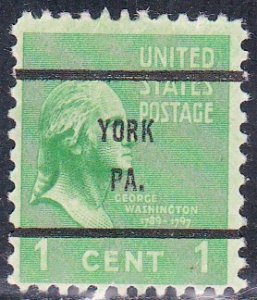 UNITED
STATES
POSTAGE
YORK
PA.
GEORGE
WASHINGTON
1789-1797
1 CENT 1